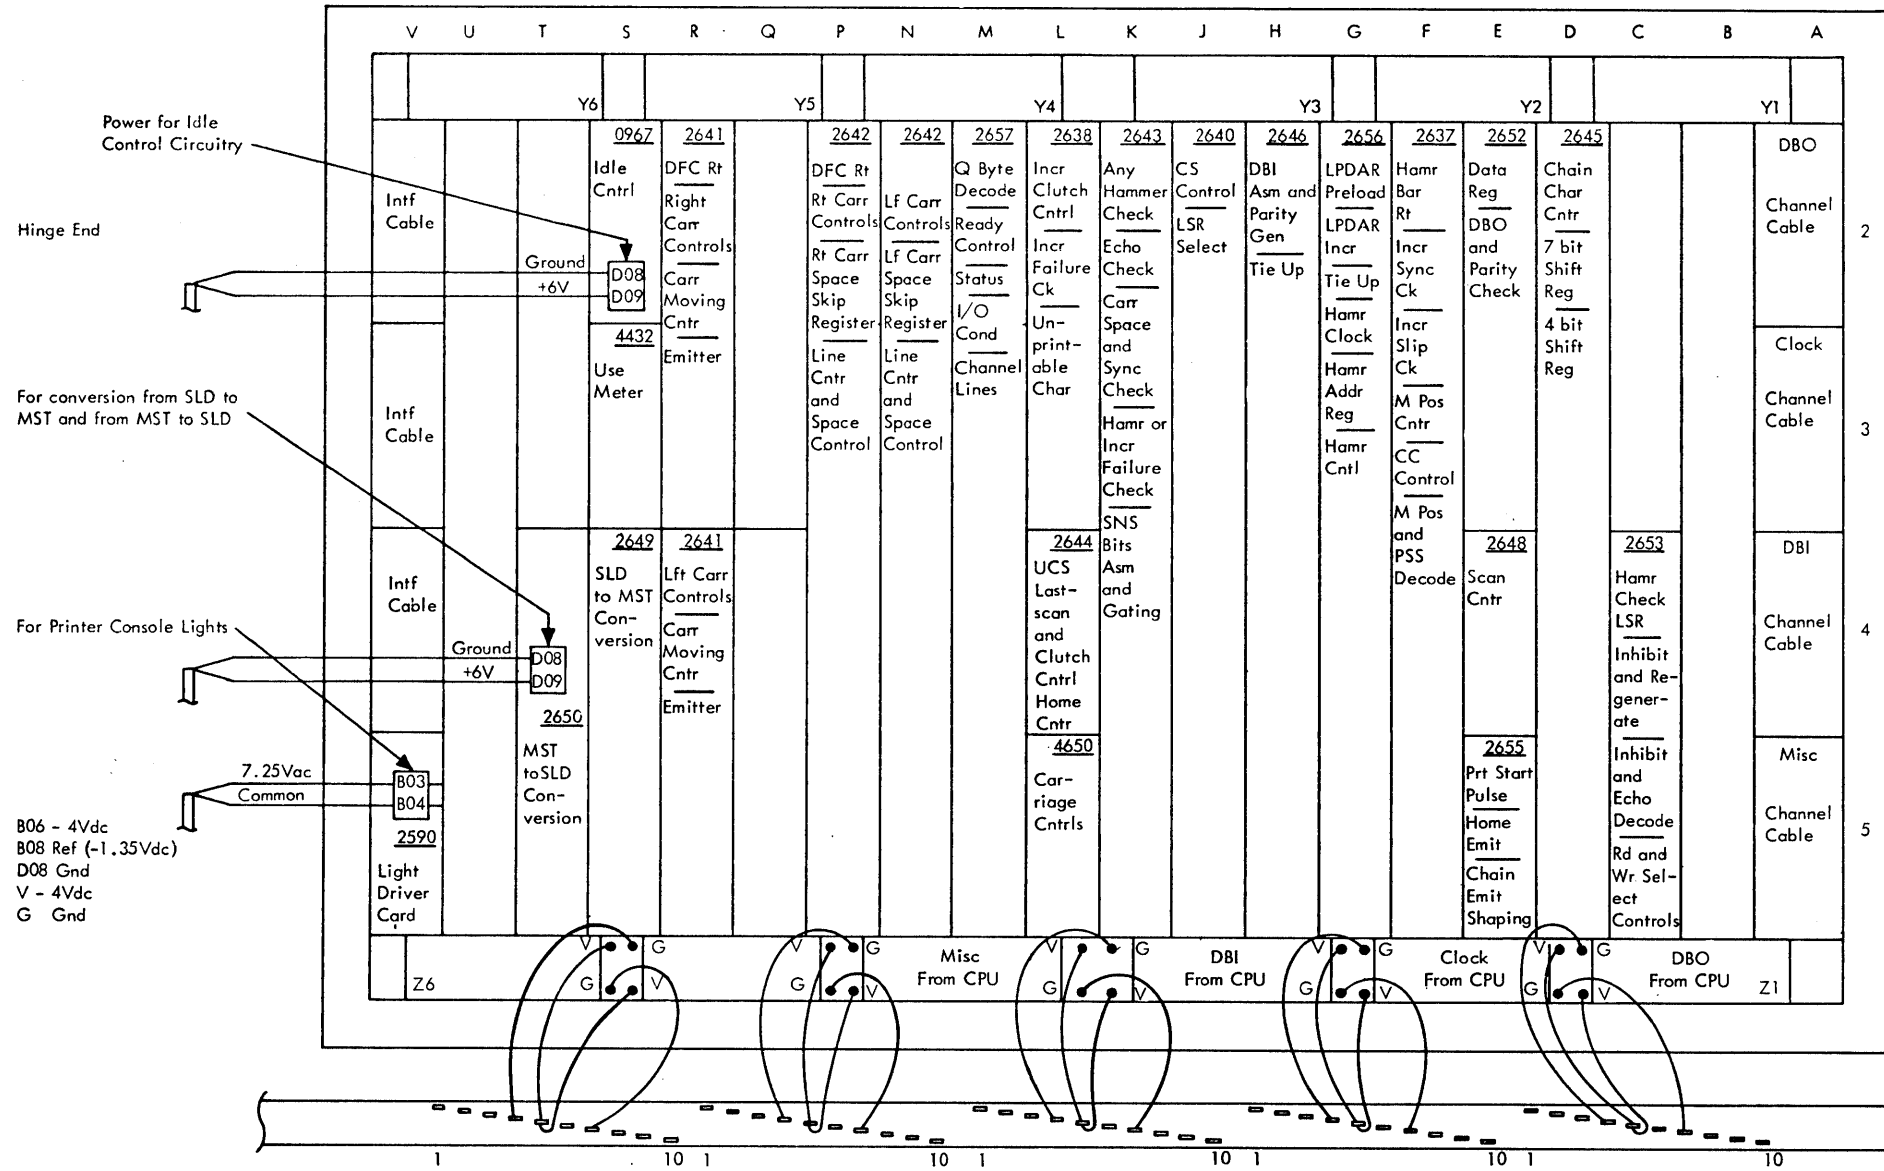 V U T S R Q P N M L K J H G F E D C B A
Y6 Y5 Y4 Y3 Y2 Y1
Power for Idle
Control Circuitry
Hinge End
Ground
+6V
D08
D09
For conversion from SLD to
MST and from MST to SLD
For Printer Console Lights
Ground
+6V
D08
D09
7.25Vac
Common
B03
B04
B06 - 4Vdc
B08 Ref (-1.35Vdc)
D08 Gnd
V - 4Vdc
G Gnd
Intf
Cable
Intf
Cable
Intf
Cable
2590
Light
Driver
Card
2650
MST
toSLD
Con-
version
0967
Idle
Cntrl
4432
Use
Meter
2649
SLD
to MST
Con-
version
2641
DFC Rt
Right
Carr
Controls
Carr
Moving
Cntr
Emitter
2641
Lft Carr
Controls
Carr
Moving
Cntr
Emitter
2642
DFC Rt
Rt Carr
Controls
Rt Carr
Space
Skip
Register
Line
Cntr
and
Space
Control
2642
Lf Carr
Controls
Lf Carr
Space
Skip
Register
Line
Cntr
and
Space
Control
2657
Q Byte
Decode
Ready
Control
Status
I/O
Cond
Channel
Lines
2638
Incr
Clutch
Cntrl
Incr
Failure
Ck
Un-
print-
able
Char
2644
UCS
Last-
scan
and
Clutch
Cntrl
Home
Cntr
4650
Car-
riage
Cntrls
2643
Any
Hammer
Check
Echo
Check
Carr
Space
and
Sync
Check
Hamr or
Incr
Failure
Check
SNS
Bits
Asm
and
Gating
2640
CS
Control
LSR
Select
2646
DBI
Asm and
Parity
Gen
Tie Up
2656
LPDAR
Preload
LPDAR
Incr
Tie Up
Hamr
Clock
Hamr
Addr
Reg
Hamr
Cntl
2637
Hamr
Bar
Rt
Incr
Sync
Ck
Incr
Slip
Ck
M Pos
Cntr
CC
Control
M Pos
and
PSS
Decode
2652
Data
Reg
DBO
and
Parity
Check
2648
Scan
Cntr
2655
Prt Start
Pulse
Home
Emit
Chain
Emit
Shaping
2645
Chain
Char
Cntr
7 bit
Shift
Reg
4 bit
Shift
Reg
2653
Hamr
Check
LSR
Inhibit
and Re-
gener-
ate
Inhibit
and
Echo
Decode
Rd and
Wr Sel-
ect
Controls
DBO
Channel
Cable
2
Clock
Channel
Cable
3
DBI
Channel
Cable
4
Misc
Channel
Cable
5
V G V G V G V G V C
Z6 G V G V G V G V G V Z1
Misc
From CPU
DBI
From CPU
Clock
From CPU
DBO
From CPU
1 10 1 10 1 10 1 10 1 10